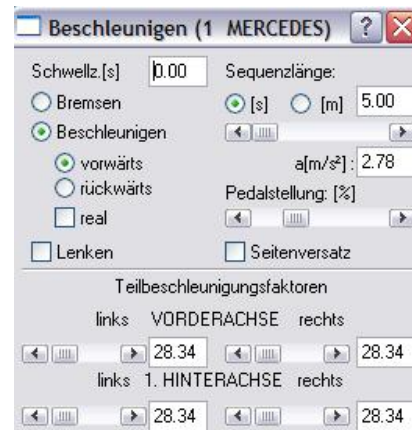 Beschleunigen (1 MERCEDES) ?
Schwellz.[s] 0.00 Sequenzlänge:
Bremsen [s] [m] 5.00
Beschleunigen
vorwärts a[m/s²] : 2.78
rückwärts Pedalstellung: [%]
real
Lenken Seitenversatz
Teilbeschleunigungsfaktoren
links VORDERACHSE rechts
28.34 28.34
links 1. HINTERACHSE rechts
28.34 28.34